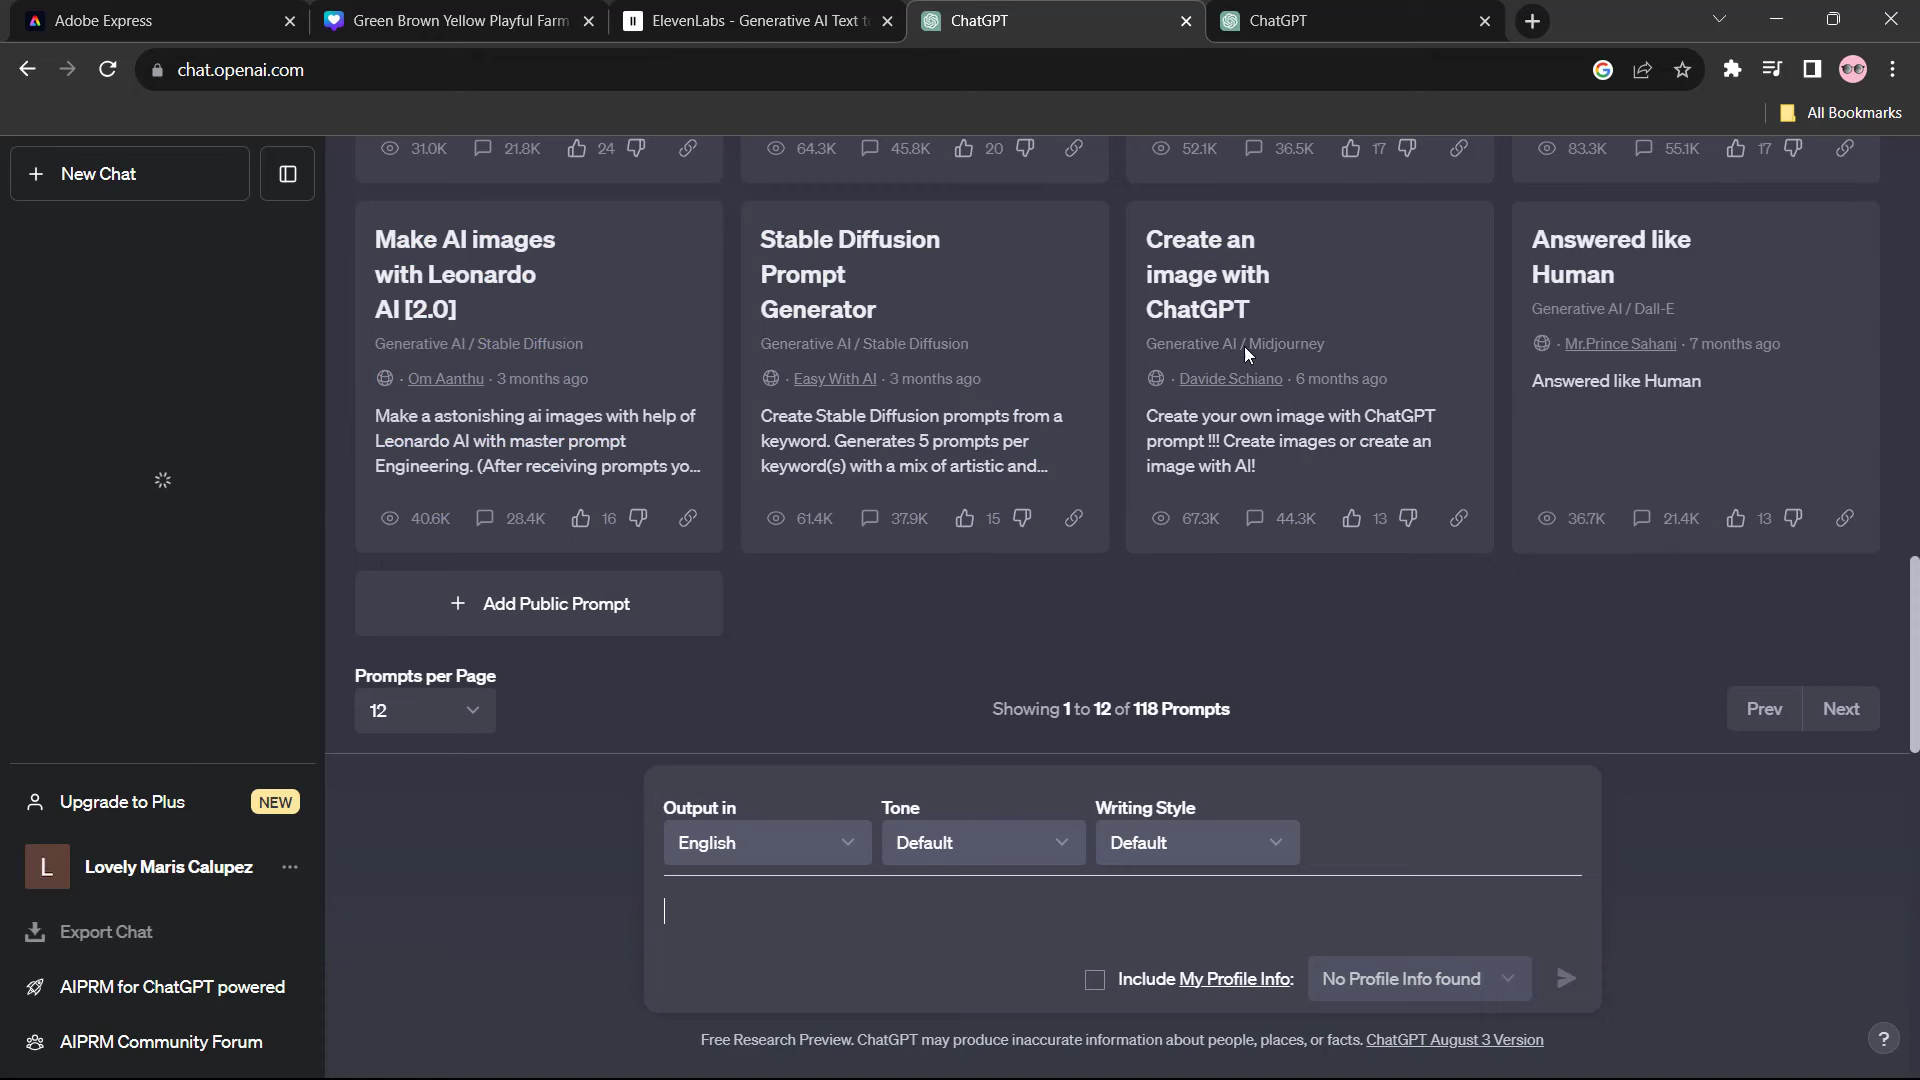 Adobe Express
Green Brown Yellow Playful Farm
ElevenLabs - Generative AI Text to
ChatGPT
ChatGPT
chat.openai.com
All Bookmarks
New Chat
31.0K 21.8K 24
64.3K 45.8K 20
52.1K 36.5K 17
83.3K 55.1K 17
Make AI images
with Leonardo
AI [2.0]
Generative AI / Stable Diffusion
· Om Aanthu · 3 months ago
Make a astonishing ai images with help of
Leonardo AI with master prompt
Engineering. (After receiving prompts yo...
40.6K 28.4K 16
Stable Diffusion
Prompt
Generator
Generative AI / Stable Diffusion
· Easy With AI · 3 months ago
Create Stable Diffusion prompts from a
keyword. Generates 5 prompts per
keyword(s) with a mix of artistic and...
61.4K 37.9K 15
Create an
image with
ChatGPT
Generative AI / Midjourney
· Davide Schiano · 6 months ago
Create your own image with ChatGPT
prompt !!! Create images or create an
image with AI!
67.3K 44.3K 13
Answered like
Human
Generative AI / Dall-E
· Mr.Prince Sahani · 7 months ago
Answered like Human
36.7K 21.4K 13
+ Add Public Prompt
Prompts per Page
12
Showing 1 to 12 of 118 Prompts
Prev Next
Upgrade to Plus NEW
L Lovely Maris Calupez ...
Export Chat
AIPRM for ChatGPT powered
AIPRM Community Forum
Output in Tone Writing Style
English Default Default
Include My Profile Info: No Profile Info found
Free Research Preview. ChatGPT may produce inaccurate information about people, places, or facts. ChatGPT August 3 Version
?